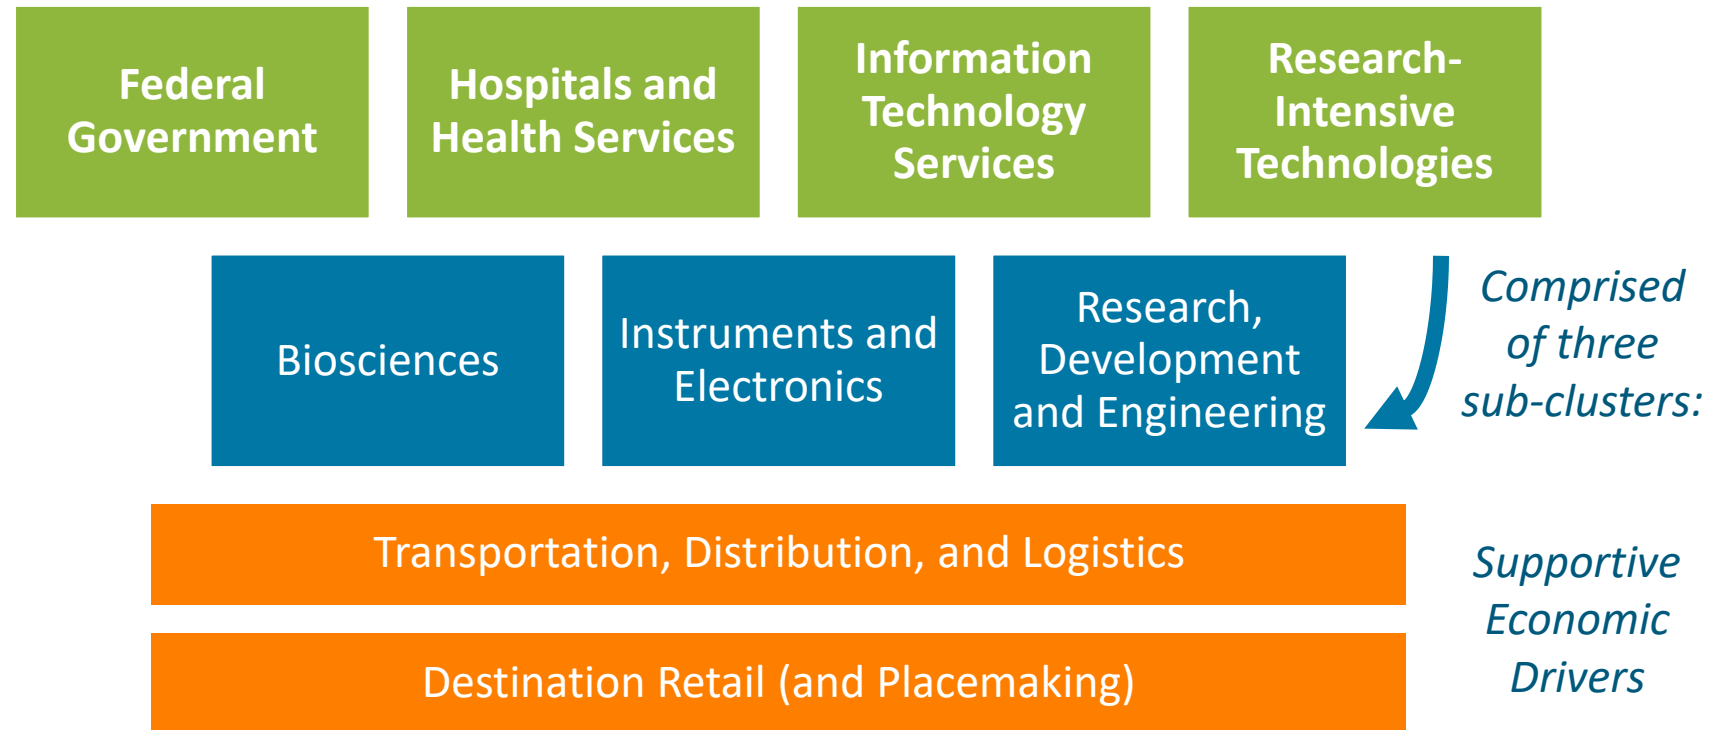 Federal
Government
Hospitals and
Health Services
Information
Technology
Services
Research-
Intensive
Technologies
Biosciences
Instruments and
Electronics
Research,
Development
and Engineering
Comprised
of three
sub-clusters:
Transportation, Distribution, and Logistics
Destination Retail (and Placemaking)
Supportive
Economic
Drivers